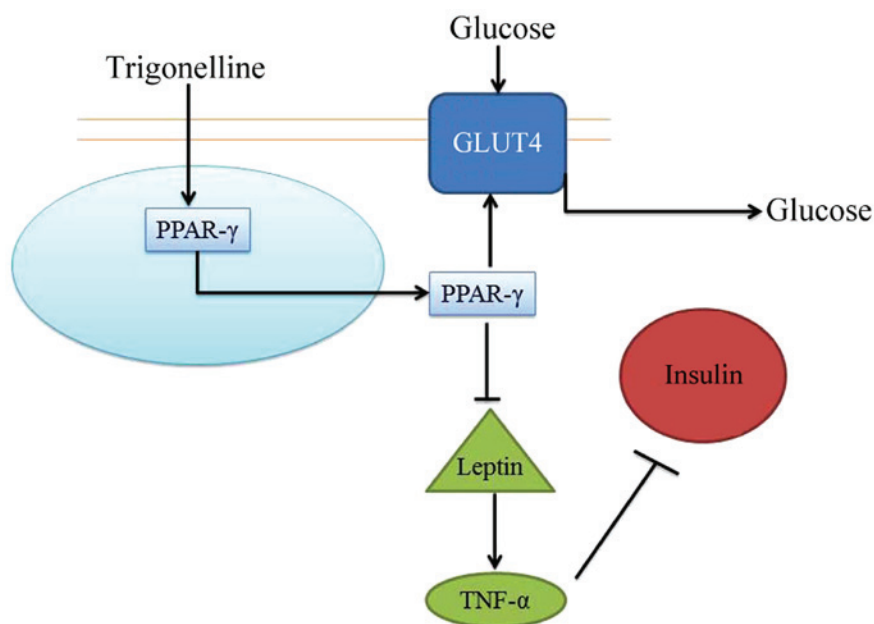 Glucose
Trigonelline
GLUT4
Glucose
PPAR-γ
PPAR-γ
Insulin
Leptin
TNF-α